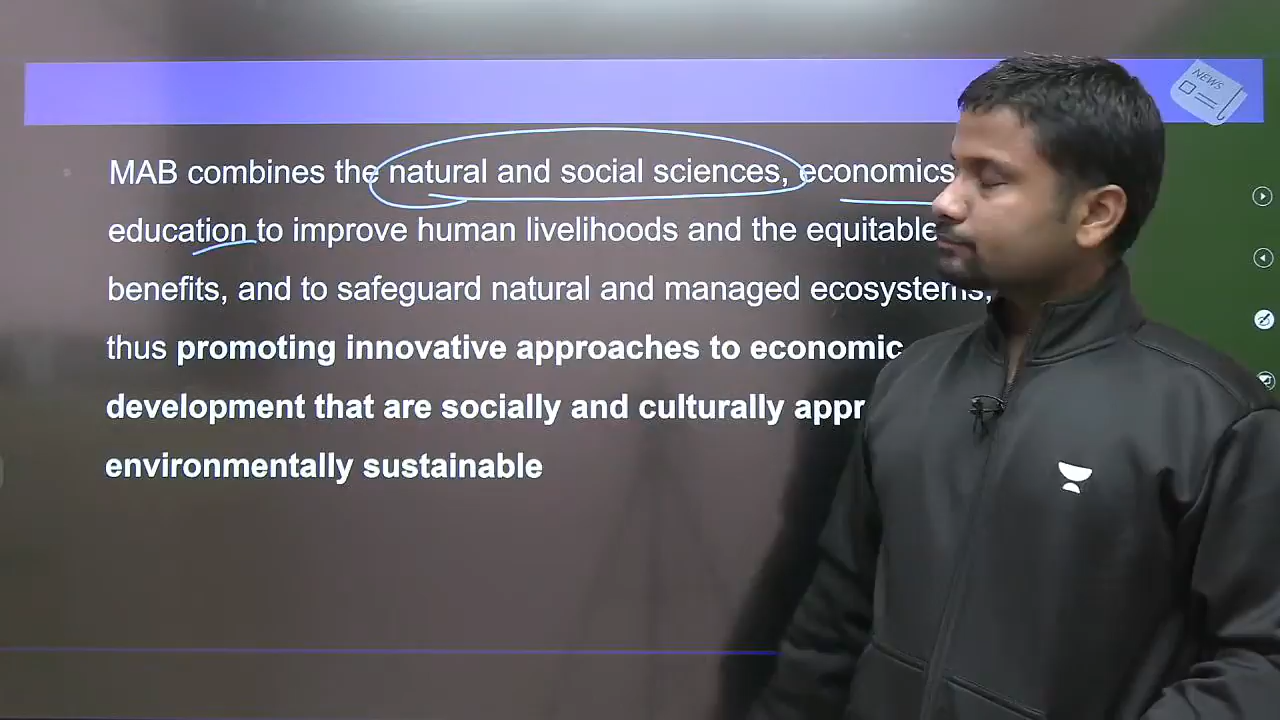 NEWS
MAB combines the natural and social sciences, economics
education to improve human livelihoods and the equitable
benefits, and to safeguard natural and managed ecosystems,
thus promoting innovative approaches to economic
development that are socially and culturally appr
environmentally sustainable